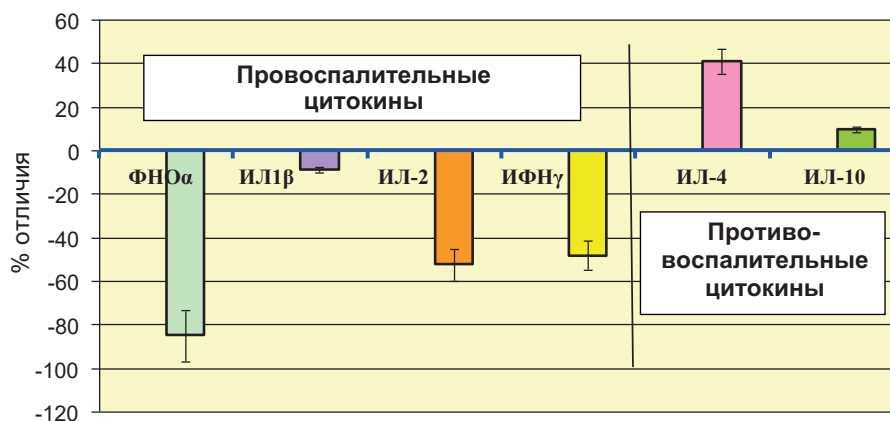 60
40
20
0
-20
-40
-60
-80
-100
-120
% отличия
Провоспалительные
цитокины
ФНОα ИЛ1β ИЛ-2 ИФНγ ИЛ-4 ИЛ-10
Противо-
воспалительные
цитокины